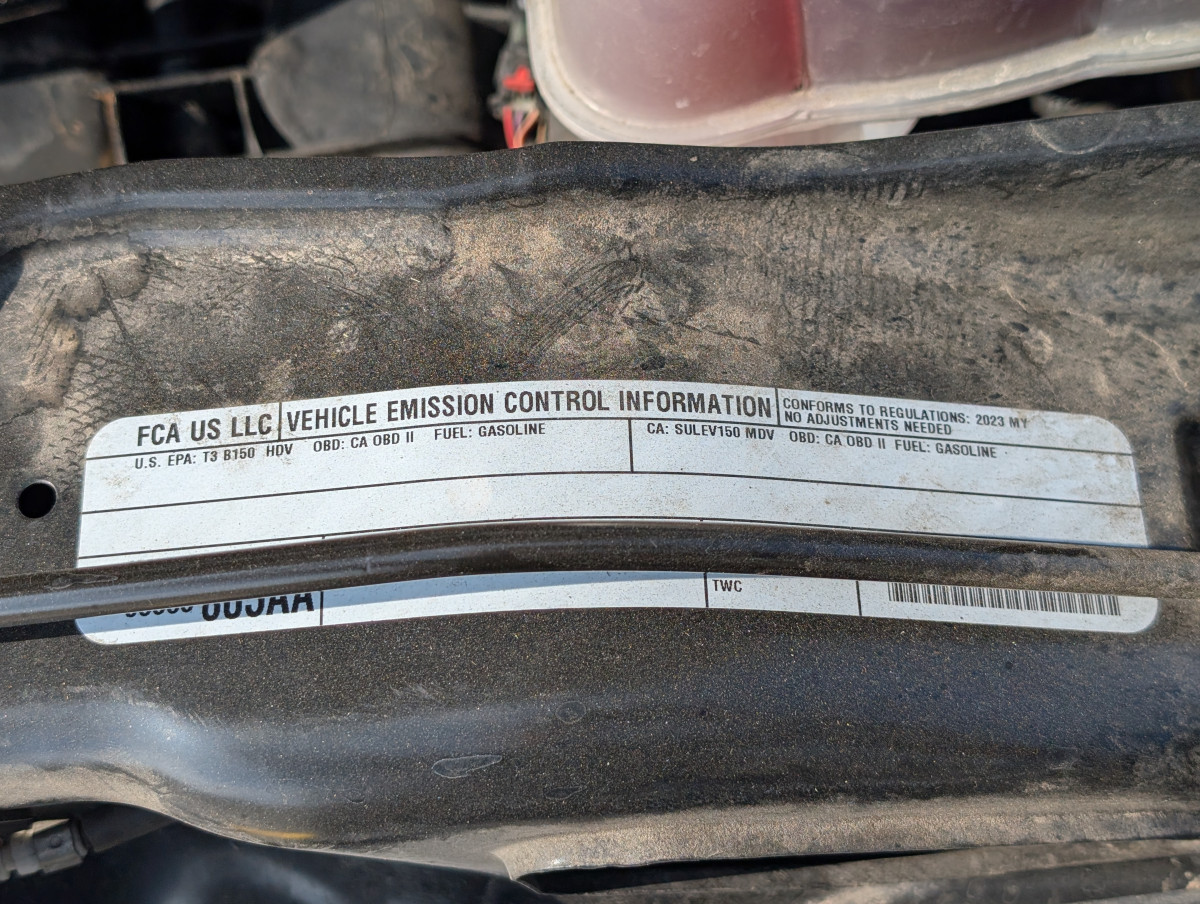 FCA US LLC VEHICLE EMISSION CONTROL INFORMATION
CONFORMS TO REGULATIONS: 2023 MY
NO ADJUSTMENTS NEEDED
U.S. EPA: T3 B150 HDV OBD: CA OBD II FUEL: GASOLINE
CA: SULEV150 MDV OBD: CA OBD II FUEL: GASOLINE
TWC